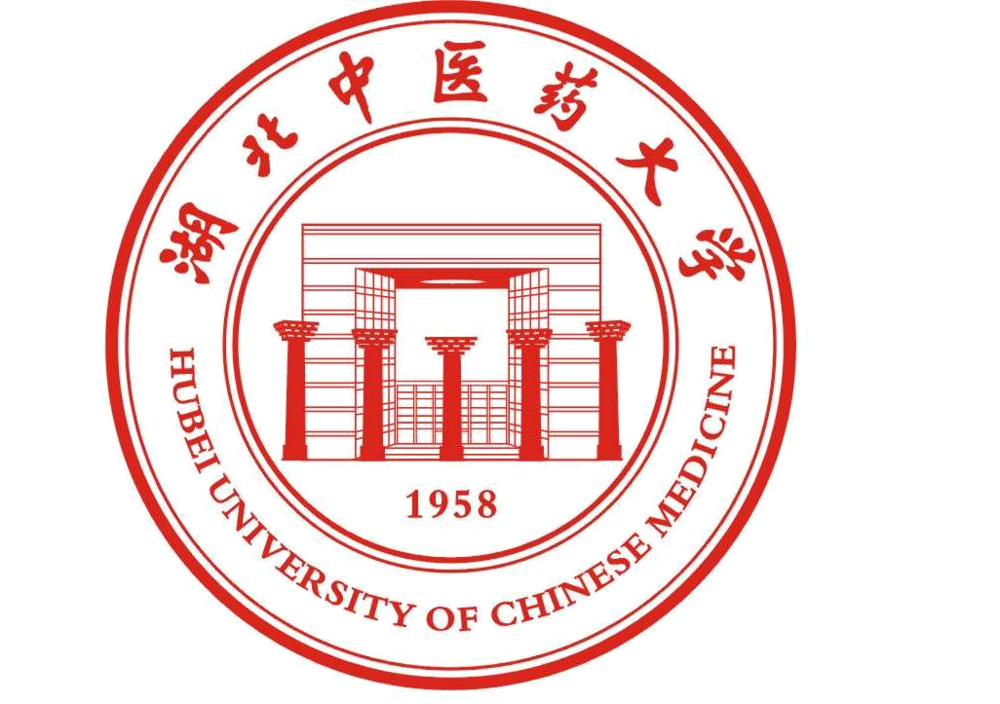 湖北中医药大学
1958
HUBEI UNIVERSITY OF CHINESE MEDICINE